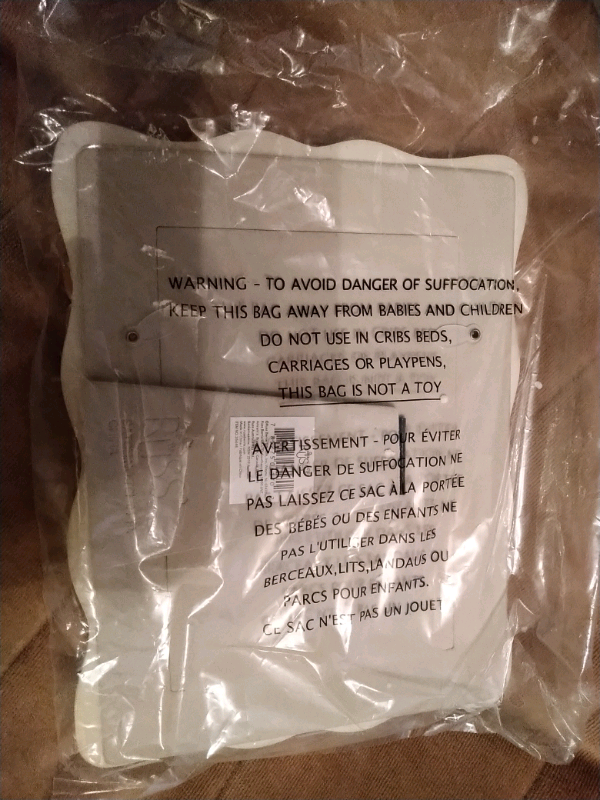 WARNING - TO AVOID DANGER OF SUFFOCATION,
KEEP THIS BAG AWAY FROM BABIES AND CHILDREN
DO NOT USE IN CRIBS BEDS,
CARRIAGES OR PLAYPENS,
THIS BAG IS NOT A TOY
AVERTISSEMENT - POUR ÉVITER
LE DANGER DE SUFFOCATION NE
PAS LAISSEZ CE SAC À LA PORTÉE
DES BÉBÉS OU DES ENFANTS NE
PAS L'UTILISER DANS LES
BERCEAUX,LITS,LANDAUS OU
PARCS POUR ENFANTS.
CE SAC N'EST PAS UN JOUET